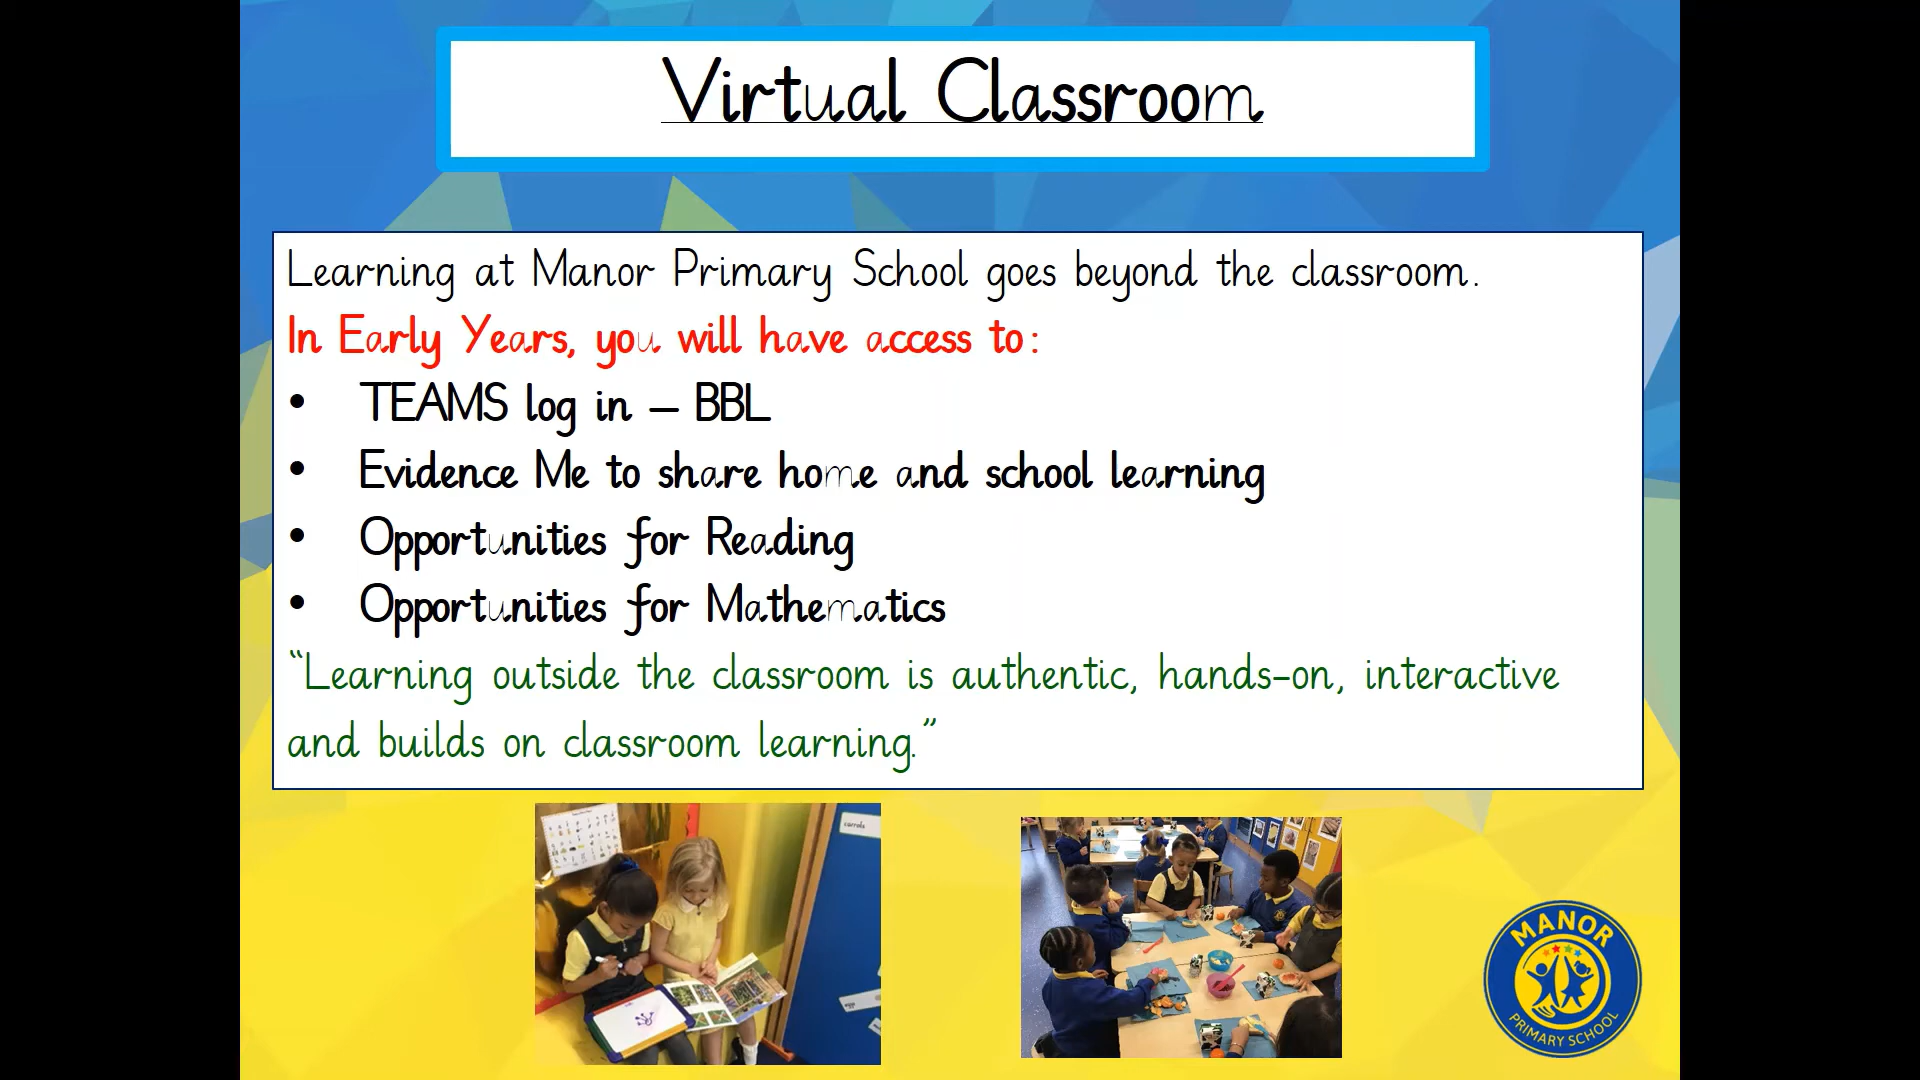 Virtual Classroom
Learning at Manor Primary School goes beyond the classroom.
In Early Years, you will have access to:
• TEAMS log in – BBL
• Evidence Me to share home and school learning
• Opportunities for Reading
• Opportunities for Mathematics
“Learning outside the classroom is authentic, hands-on, interactive
and builds on classroom learning.”
carrots
egg
MANOR
PRIMARY SCHOOL